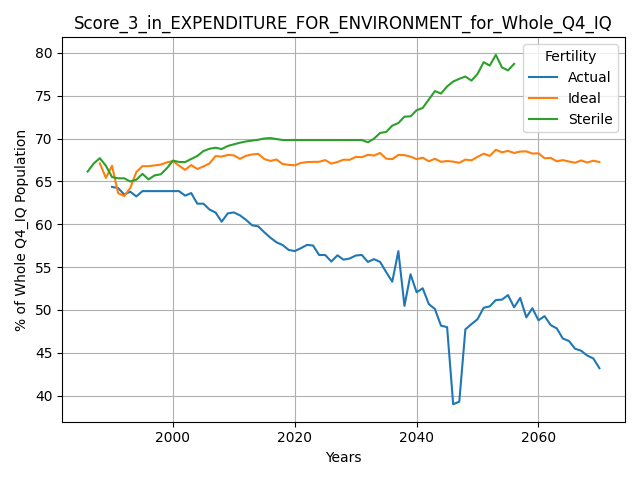 Score_3_in_EXPENDITURE_FOR_ENVIRONMENT_for_Whole_Q4_IQ
Fertility
Actual
Ideal
Sterile
% of Whole Q4_IQ Population
80
75
70
65
60
55
50
45
40
2000
2020
2040
2060
Years